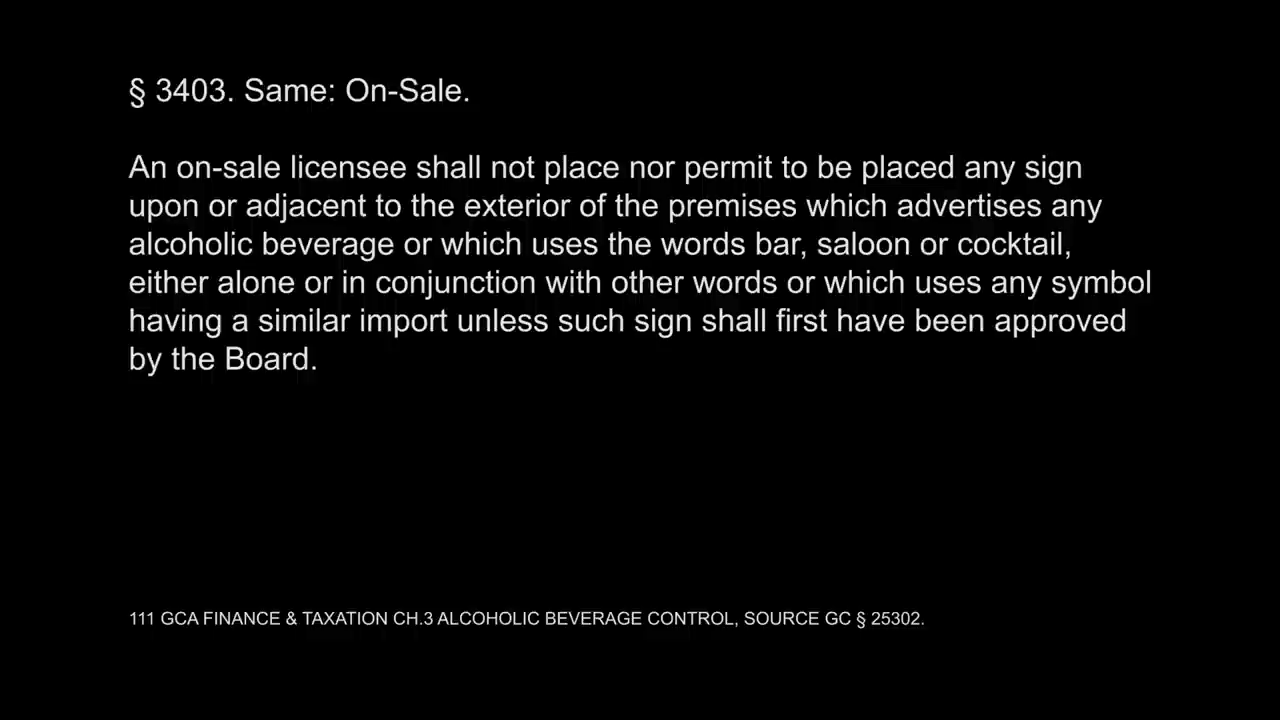 § 3403. Same: On-Sale.
An on-sale licensee shall not place nor permit to be placed any sign
upon or adjacent to the exterior of the premises which advertises any
alcoholic beverage or which uses the words bar, saloon or cocktail,
either alone or in conjunction with other words or which uses any symbol
having a similar import unless such sign shall first have been approved
by the Board.
111 GCA FINANCE & TAXATION CH.3 ALCOHOLIC BEVERAGE CONTROL, SOURCE GC § 25302.